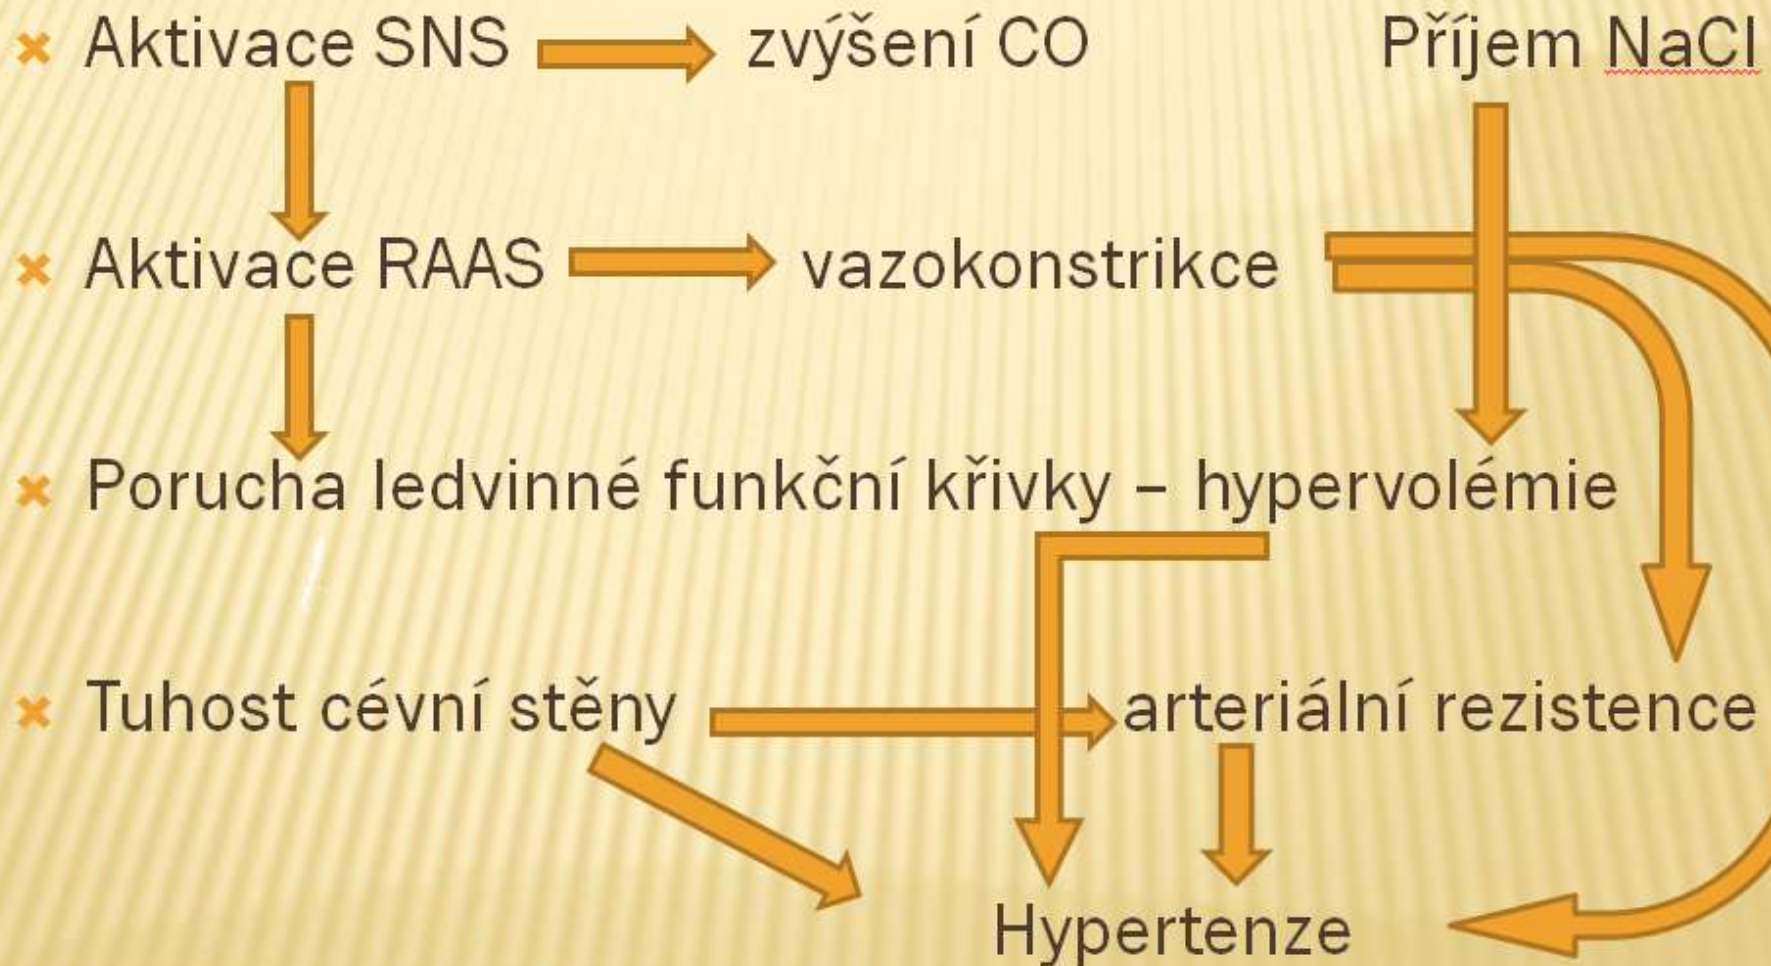 Aktivace SNS zvýšení CO Příjem NaCl
Aktivace RAAS vazokonstrikce
Porucha ledvinné funkční křivky – hypervolémie
Tuhost cévní stěny arteriální rezistence
Hypertenze